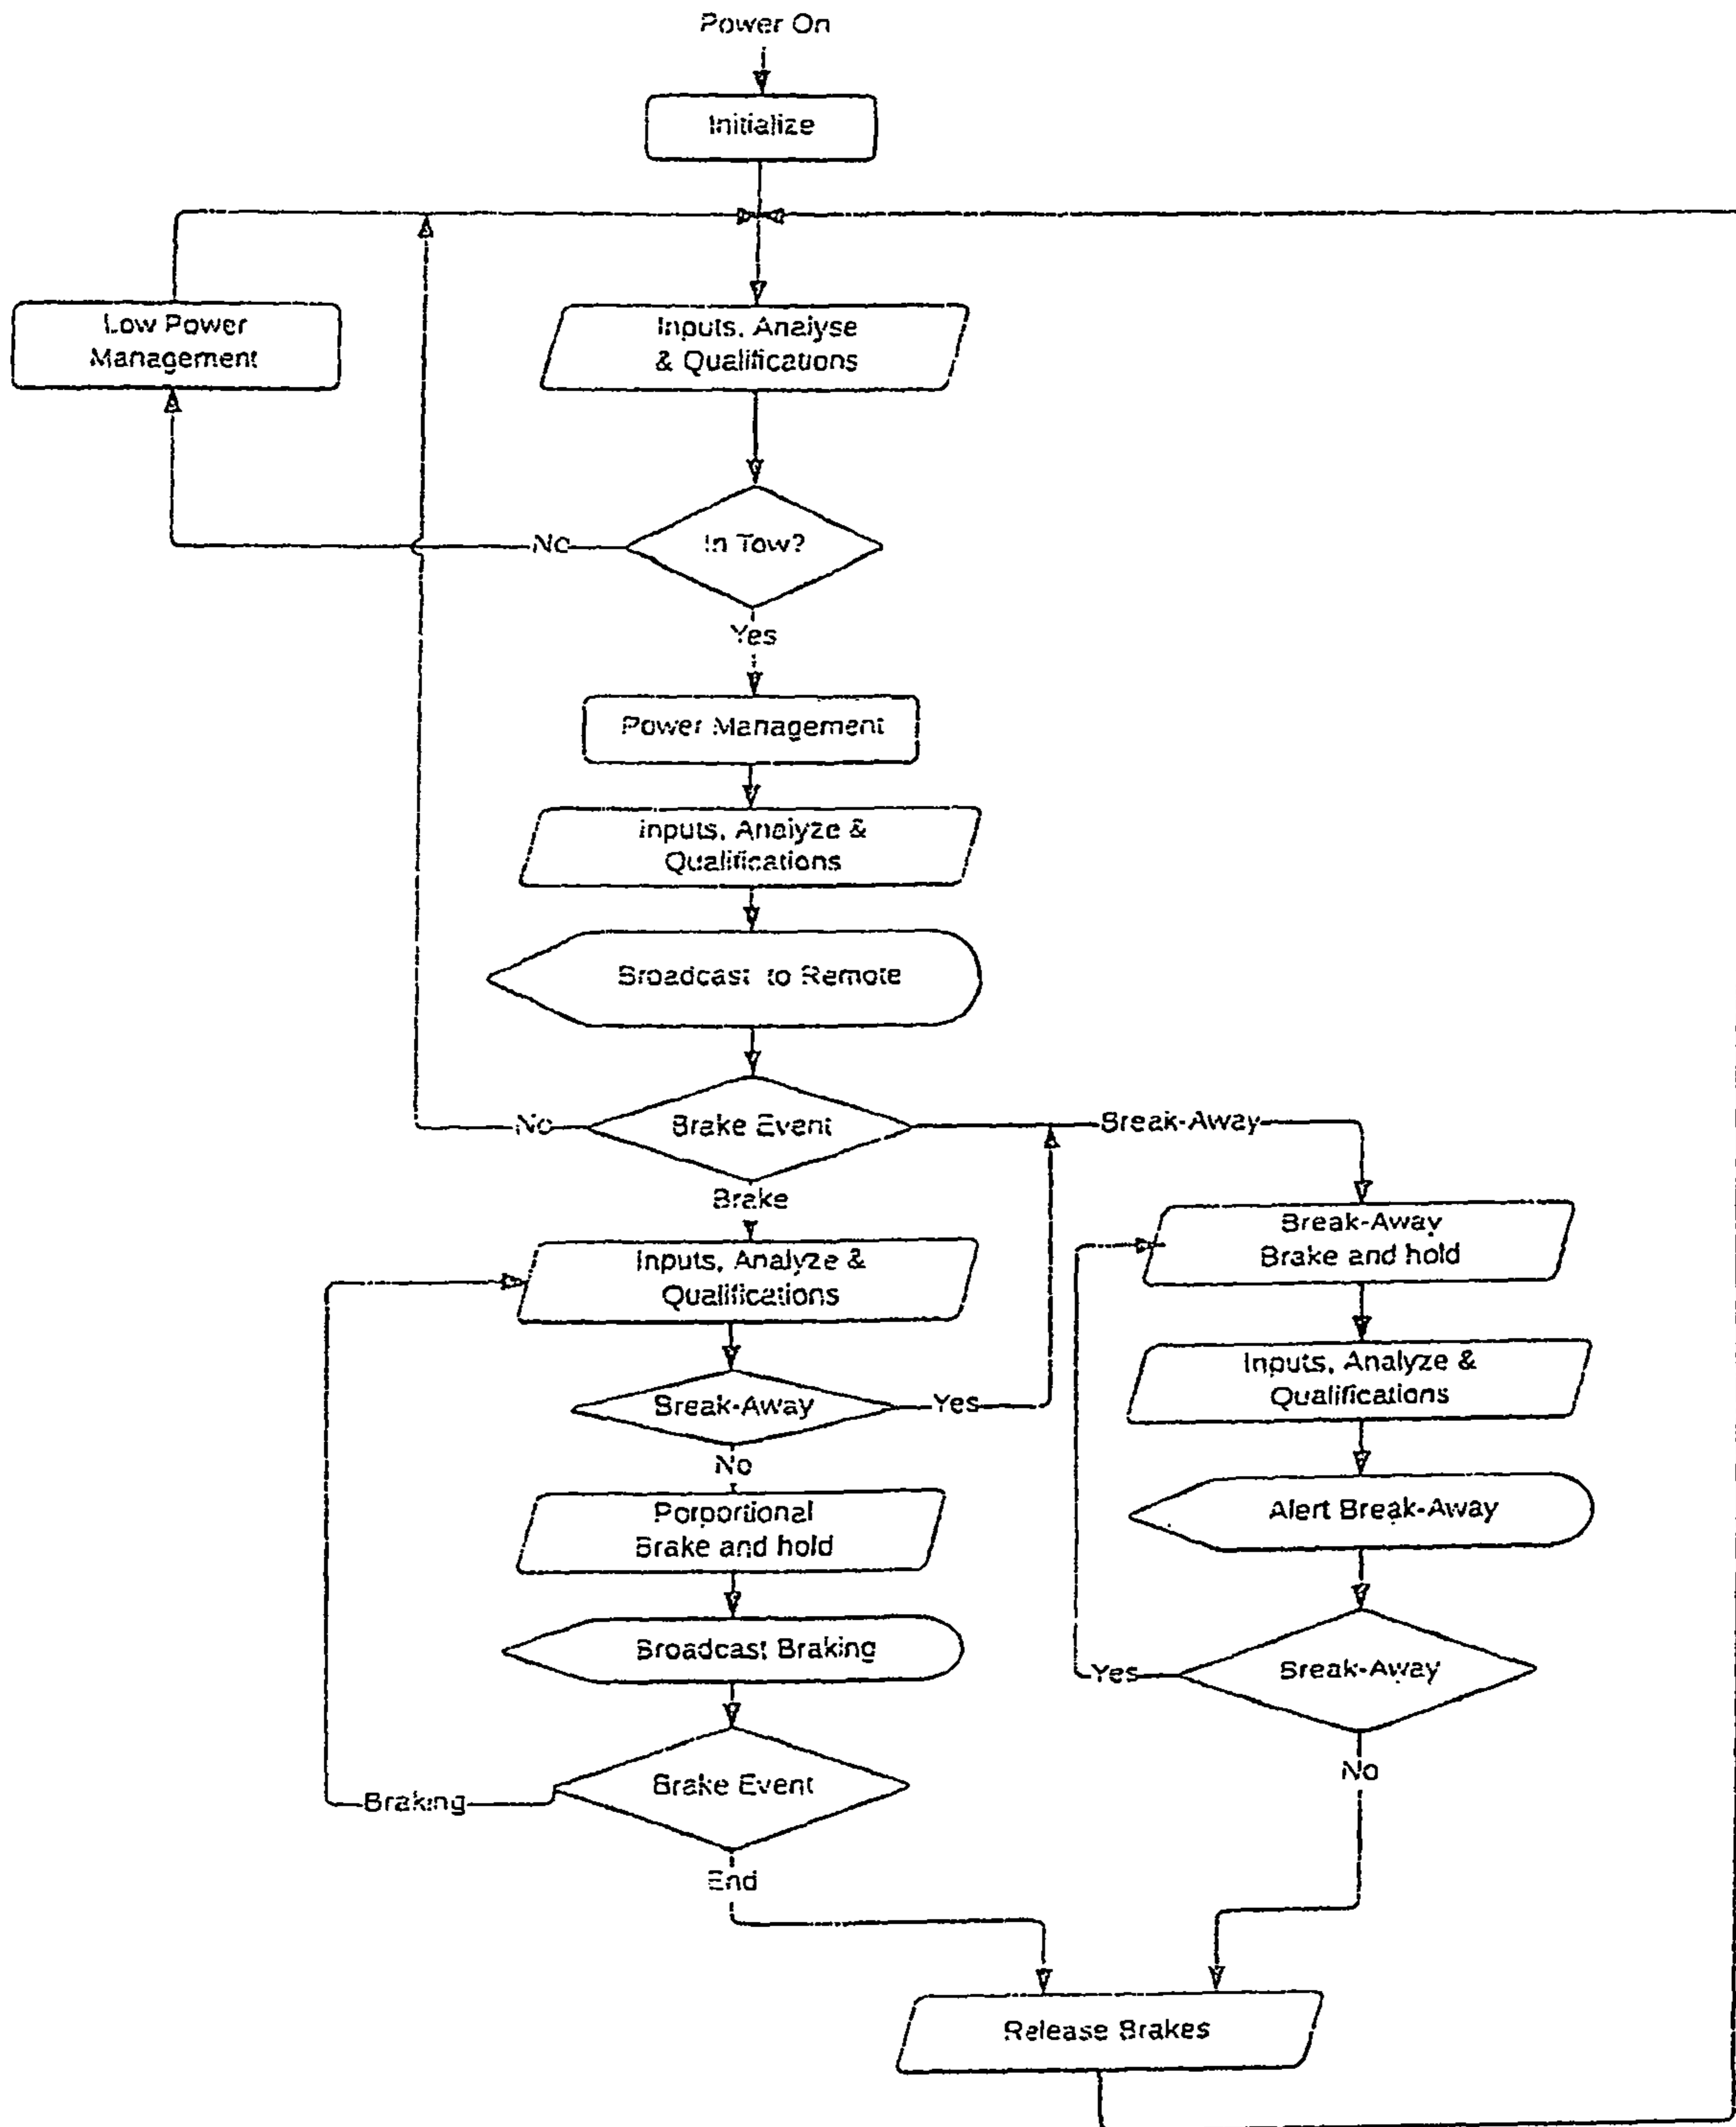 Power On
Initialize
Low Power
Management
Inputs, Analyse
& Qualifications
No
In Tow?
Yes
Power Management
Inputs, Analyze &
Qualifications
Broadcast to Remote
No
Brake Event
Break-Away
Brake
Inputs, Analyze &
Qualifications
Break-Away
Yes
No
Porportional
Brake and hold
Broadcast Braking
Brake Event
Braking
End
Break-Away
Brake and hold
Inputs, Analyze &
Qualifications
Alert Break-Away
Break-Away
Yes
No
Release Brakes